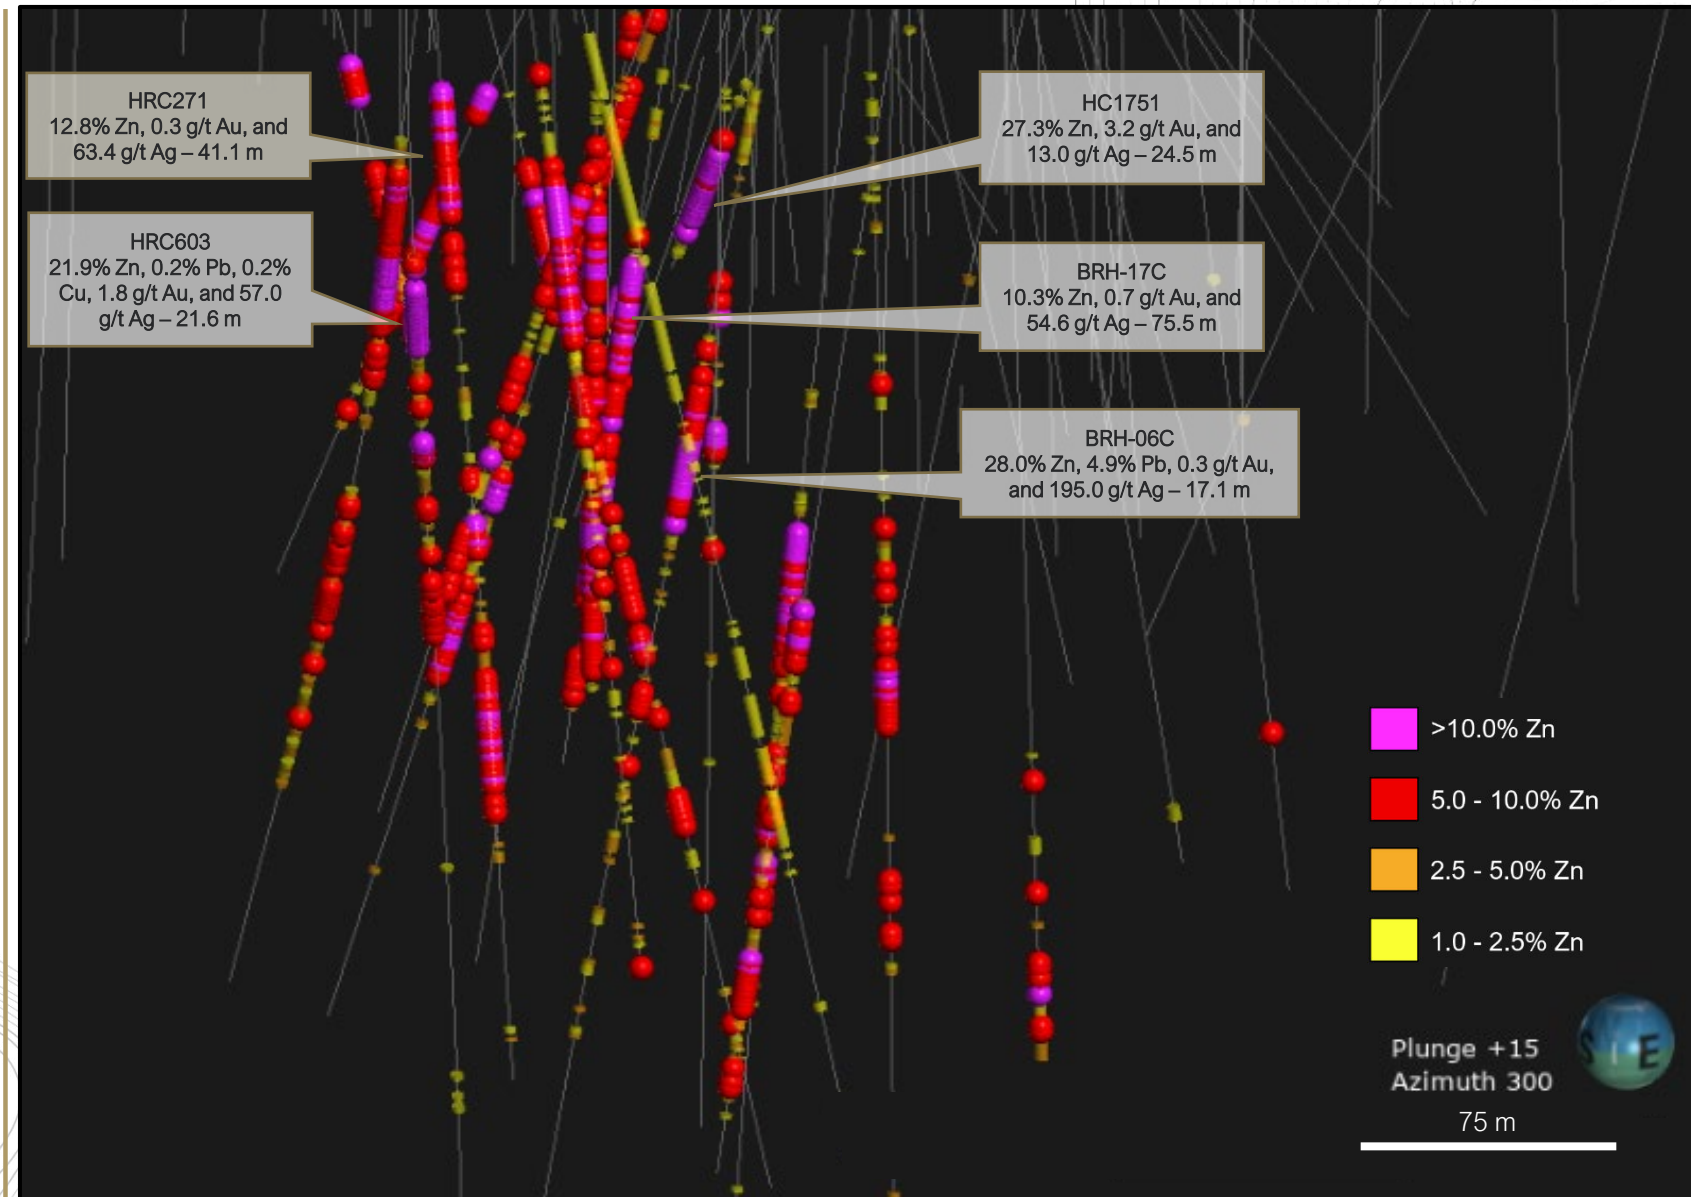 HRC271
12.8% Zn, 0.3 g/t Au, and
63.4 g/t Ag – 41.1 m
HRC603
21.9% Zn, 0.2% Pb, 0.2%
Cu, 1.8 g/t Au, and 57.0
g/t Ag – 21.6 m
HC1751
27.3% Zn, 3.2 g/t Au, and
13.0 g/t Ag – 24.5 m
BRH-17C
10.3% Zn, 0.7 g/t Au, and
54.6 g/t Ag – 75.5 m
BRH-06C
28.0% Zn, 4.9% Pb, 0.3 g/t Au,
and 195.0 g/t Ag – 17.1 m
>10.0% Zn
5.0 - 10.0% Zn
2.5 - 5.0% Zn
1.0 - 2.5% Zn
S E
Plunge +15
Azimuth 300
75 m